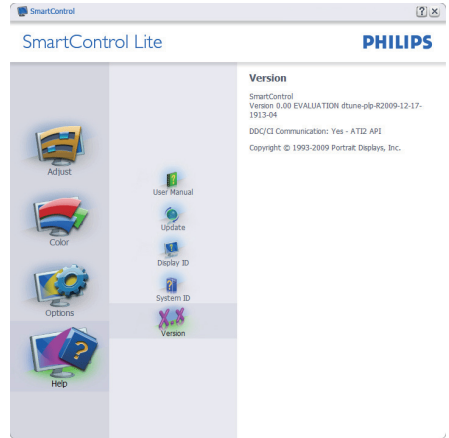 SmartControl
SmartControl Lite
PHILIPS
Adjust
Color
Options
Help
User Manual
Update
Display ID
System ID
X.X
Version
Version
SmartControl
Version 0.00 EVALUATION dtune-plp-R2009-12-17-
1913-04
DDC/CI Communication: Yes - ATI2 API
Copyright © 1993-2009 Portrait Displays, Inc.